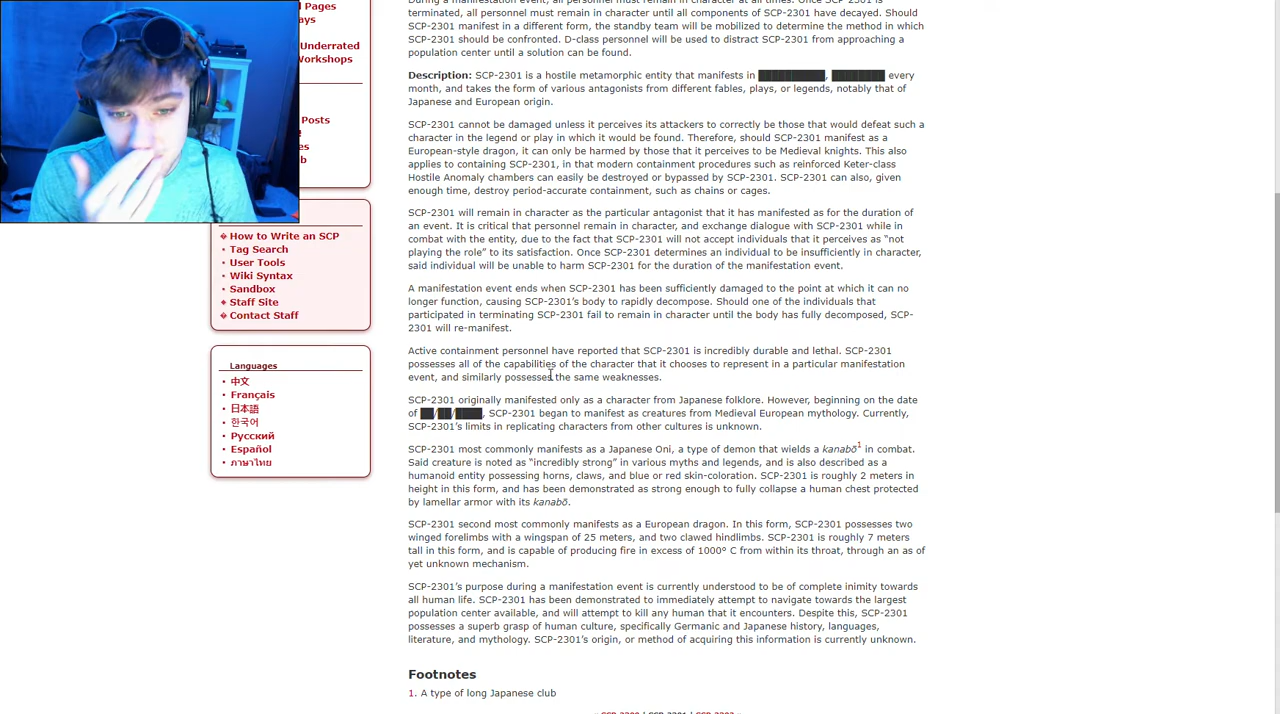 d Pages
ays
Underrated
Workshops
Posts
s
b
How to Write an SCP
Tag Search
User Tools
Wiki Syntax
Sandbox
Staff Site
Contact Staff
Languages
中文
Français
日本語
한국어
Русский
Español
ภาษาไทย
During a manifestation event, all personnel must remain in character at all times. Once SCP-2301 is
terminated, all personnel must remain in character until all components of SCP-2301 have decayed. Should
SCP-2301 manifest in a different form, the standby team will be mobilized to determine the method in which
SCP-2301 should be confronted. D-class personnel will be used to distract SCP-2301 from approaching a
population center until a solution can be found.
Description: SCP-2301 is a hostile metamorphic entity that manifests in ██████████, ████████ every
month, and takes the form of various antagonists from different fables, plays, or legends, notably that of
Japanese and European origin.
SCP-2301 cannot be damaged unless it perceives its attackers to correctly be those that would defeat such a
character in the legend or play in which it would be found. Therefore, should SCP-2301 manifest as a
European-style dragon, it can only be harmed by those that it perceives to be Medieval knights. This also
applies to containing SCP-2301, in that modern containment procedures such as reinforced Keter-class
Hostile Anomaly chambers can easily be destroyed or bypassed by SCP-2301. SCP-2301 can also, given
enough time, destroy period-accurate containment, such as chains or cages.
SCP-2301 will remain in character as the particular antagonist that it has manifested as for the duration of
an event. It is critical that personnel remain in character, and exchange dialogue with SCP-2301 while in
combat with the entity, due to the fact that SCP-2301 will not accept individuals that it perceives as “not
playing the role” to its satisfaction. Once SCP-2301 determines an individual to be insufficiently in character,
said individual will be unable to harm SCP-2301 for the duration of the manifestation event.
A manifestation event ends when SCP-2301 has been sufficiently damaged to the point at which it can no
longer function, causing SCP-2301’s body to rapidly decompose. Should one of the individuals that
participated in terminating SCP-2301 fail to remain in character until the body has fully decomposed, SCP-
2301 will re-manifest.
Active containment personnel have reported that SCP-2301 is incredibly durable and lethal. SCP-2301
possesses all of the capabilities of the character that it chooses to represent in a particular manifestation
event, and similarly possesses the same weaknesses.
SCP-2301 originally manifested only as a character from Japanese folklore. However, beginning on the date
of ██/██/████, SCP-2301 began to manifest as creatures from Medieval European mythology. Currently,
SCP-2301’s limits in replicating characters from other cultures is unknown.
SCP-2301 most commonly manifests as a Japanese Oni, a type of demon that wields a kanabō1 in combat.
Said creature is noted as “incredibly strong” in various myths and legends, and is also described as a
humanoid entity possessing horns, claws, and blue or red skin-coloration. SCP-2301 is roughly 2 meters in
height in this form, and has been demonstrated as strong enough to fully collapse a human chest protected
by lamellar armor with its kanabō.
SCP-2301 second most commonly manifests as a European dragon. In this form, SCP-2301 possesses two
winged forelimbs with a wingspan of 25 meters, and two clawed hindlimbs. SCP-2301 is roughly 7 meters
tall in this form, and is capable of producing fire in excess of 1000° C from within its throat, through an as of
yet unknown mechanism.
SCP-2301’s purpose during a manifestation event is currently understood to be of complete inimity towards
all human life. SCP-2301 has been demonstrated to immediately attempt to navigate towards the largest
population center available, and will attempt to kill any human that it encounters. Despite this, SCP-2301
possesses a superb grasp of human culture, specifically Germanic and Japanese history, languages,
literature, and mythology. SCP-2301’s origin, or method of acquiring this information is currently unknown.
Footnotes
1. A type of long Japanese club
« SCP-2300 | SCP-2301 | SCP-2302 »